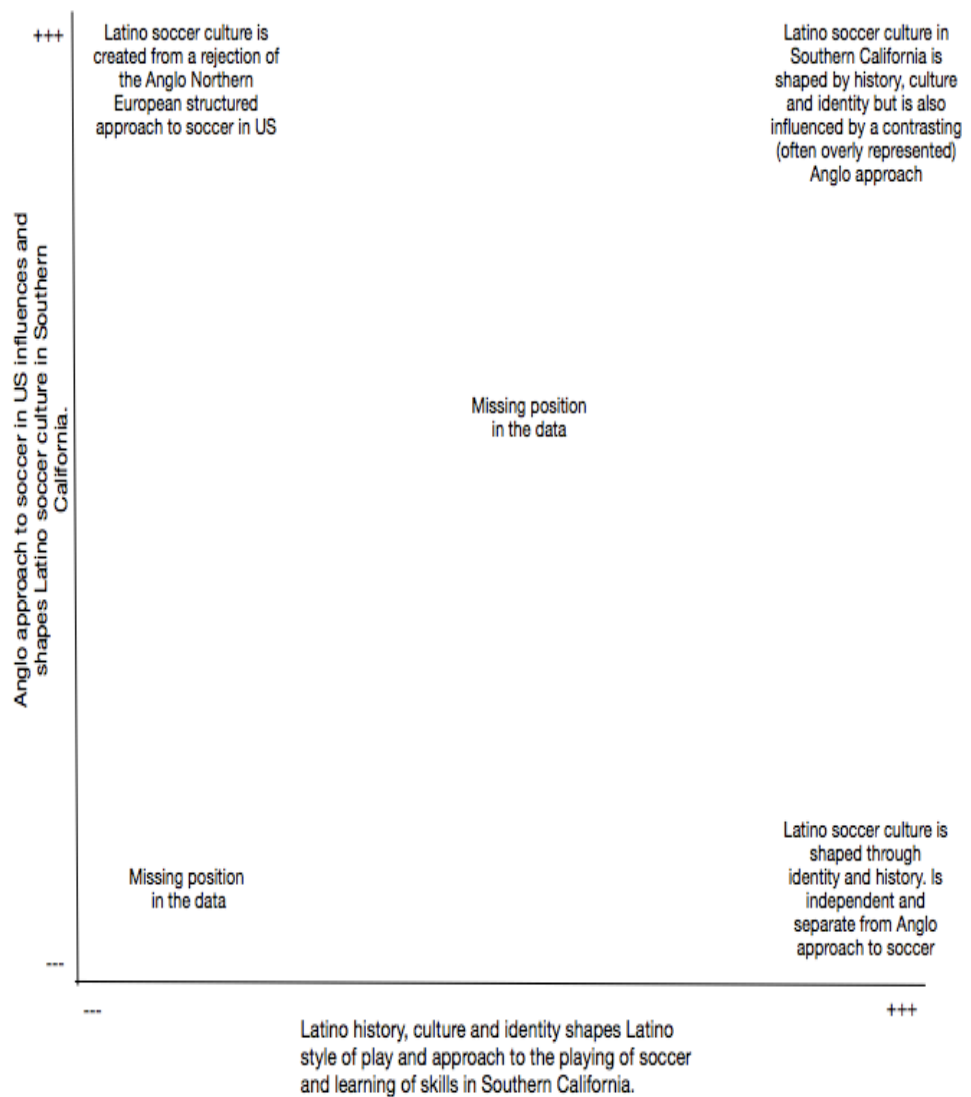 +++
Latino soccer culture is
created from a rejection of
the Anglo Northern
European structured
approach to soccer in US
Latino soccer culture in
Southern California is
shaped by history, culture
and identity but is also
influenced by a contrasting
(often overly represented)
Anglo approach
Anglo approach to soccer in US influences and
shapes Latino soccer culture in Southern
California.
Missing position
in the data
Missing position
in the data
Latino soccer culture is
shaped through
identity and history. Is
independent and
separate from Anglo
approach to soccer
---
---
+++
Latino history, culture and identity shapes Latino
style of play and approach to the playing of soccer
and learning of skills in Southern California.